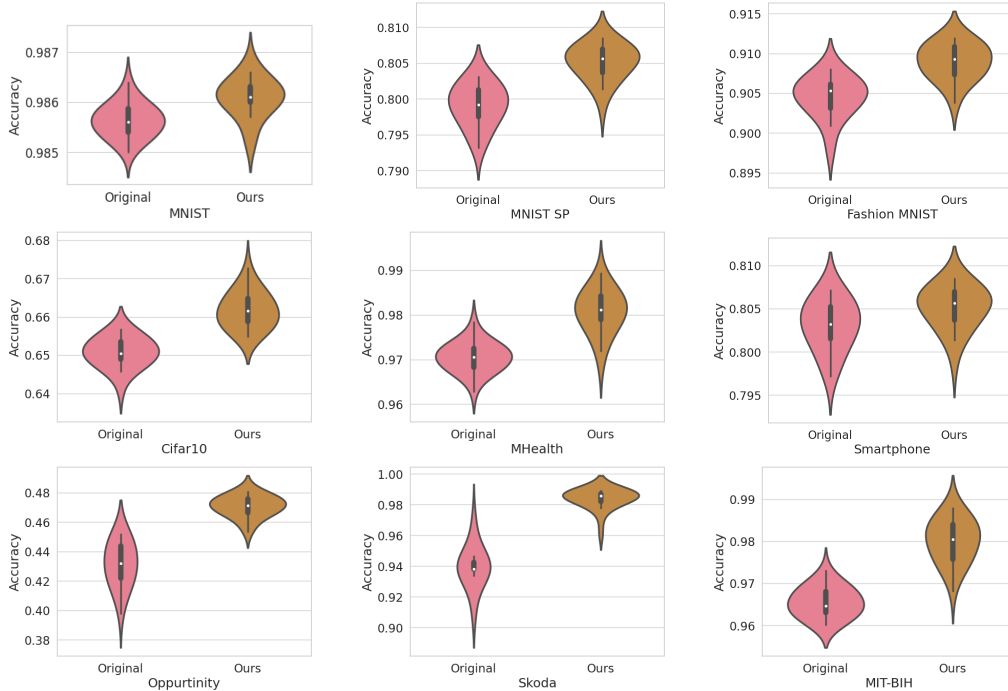 Accuracy
0.987
0.986
0.985
Original
Ours
MNIST
Accuracy
0.810
0.805
0.800
0.795
0.790
Original
Ours
MNIST SP
Accuracy
0.915
0.910
0.905
0.900
0.895
Original
Ours
Fashion MNIST
Accuracy
0.68
0.67
0.66
0.65
0.64
Original
Ours
Cifar10
Accuracy
0.99
0.98
0.97
0.96
Original
Ours
MHealth
Accuracy
0.810
0.805
0.800
0.795
Original
Ours
Smartphone
Accuracy
0.48
0.46
0.44
0.42
0.40
0.38
Original
Ours
Oppurtinity
Accuracy
1.00
0.98
0.96
0.94
0.92
0.90
Original
Ours
Skoda
Accuracy
0.99
0.98
0.97
0.96
Original
Ours
MIT-BIH